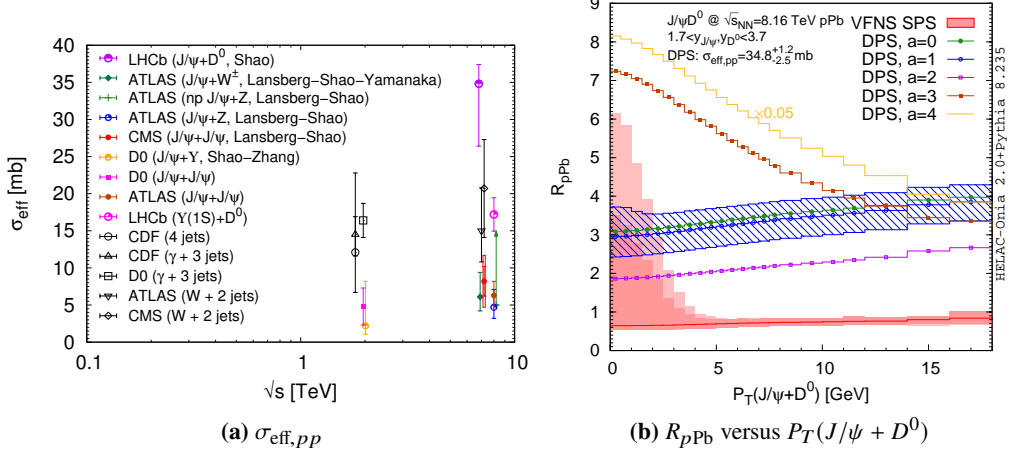 σeff [mb]
40
35
30
25
20
15
10
5
0
0.1
1
10
√s [TeV]
LHCb (J/ψ+D⁰, Shao)
ATLAS (J/ψ+W±, Lansberg−Shao−Yamanaka)
ATLAS (np J/ψ+Z, Lansberg−Shao)
ATLAS (J/ψ+Z, Lansberg−Shao)
CMS (J/ψ+J/ψ, Lansberg−Shao)
D0 (J/ψ+Υ, Shao−Zhang)
D0 (J/ψ+J/ψ)
ATLAS (J/ψ+J/ψ)
LHCb (Υ(1S)+D⁰)
CDF (4 jets)
CDF (γ + 3 jets)
D0 (γ + 3 jets)
ATLAS (W + 2 jets)
CMS (W + 2 jets)
(a) σeff,pp
RpPb
9
8
7
6
5
4
3
2
1
0
0
5
10
15
PT(J/ψ+D⁰) [GeV]
J/ψD⁰ @ √sNN=8.16 TeV pPb
1.7<yJ/ψ,yD⁰<3.7
DPS: σeff,pp=34.8+1.2−2.5 mb
VFNS SPS
DPS, a=0
DPS, a=1
DPS, a=2
DPS, a=3
DPS, a=4
×0.05
HELAC-Onia 2.0+Pythia 8.235
(b) RpPb versus PT(J/ψ + D⁰)